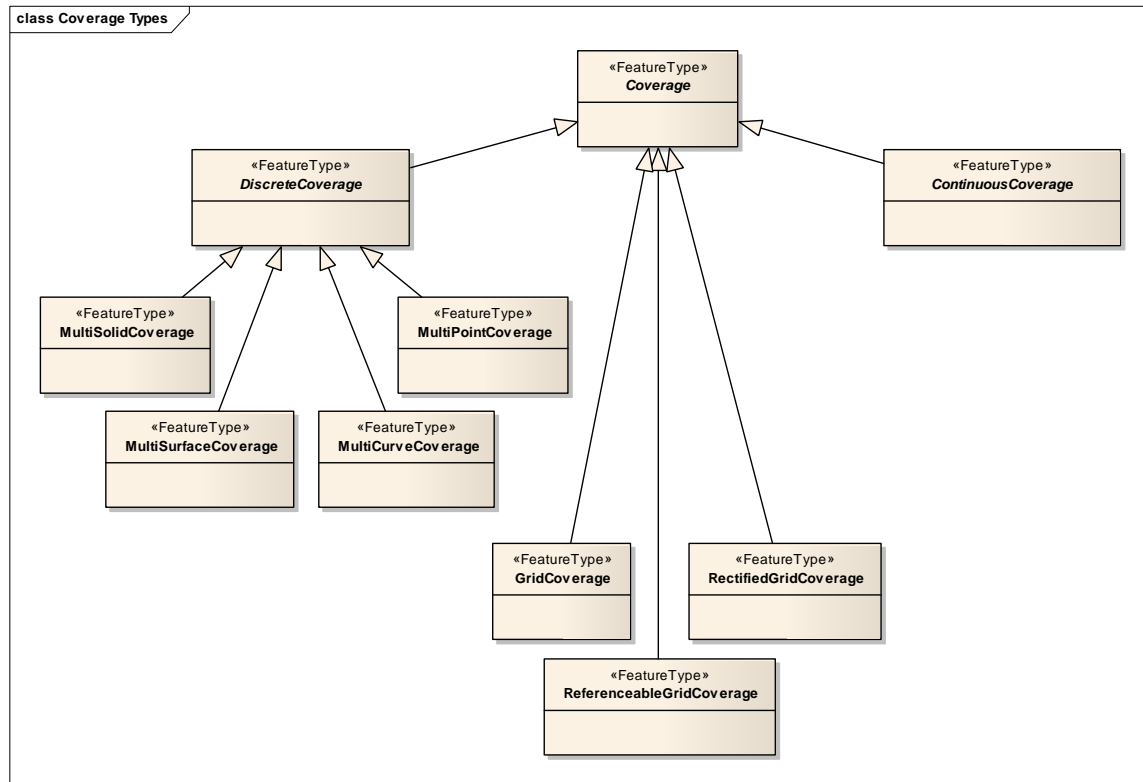 class Coverage Types
«FeatureType»
Coverage
«FeatureType»
DiscreteCoverage
«FeatureType»
ContinuousCoverage
«FeatureType»
MultiSolidCoverage
«FeatureType»
MultiPointCoverage
«FeatureType»
MultiSurfaceCoverage
«FeatureType»
MultiCurveCoverage
«FeatureType»
GridCoverage
«FeatureType»
RectifiedGridCoverage
«FeatureType»
ReferenceableGridCoverage